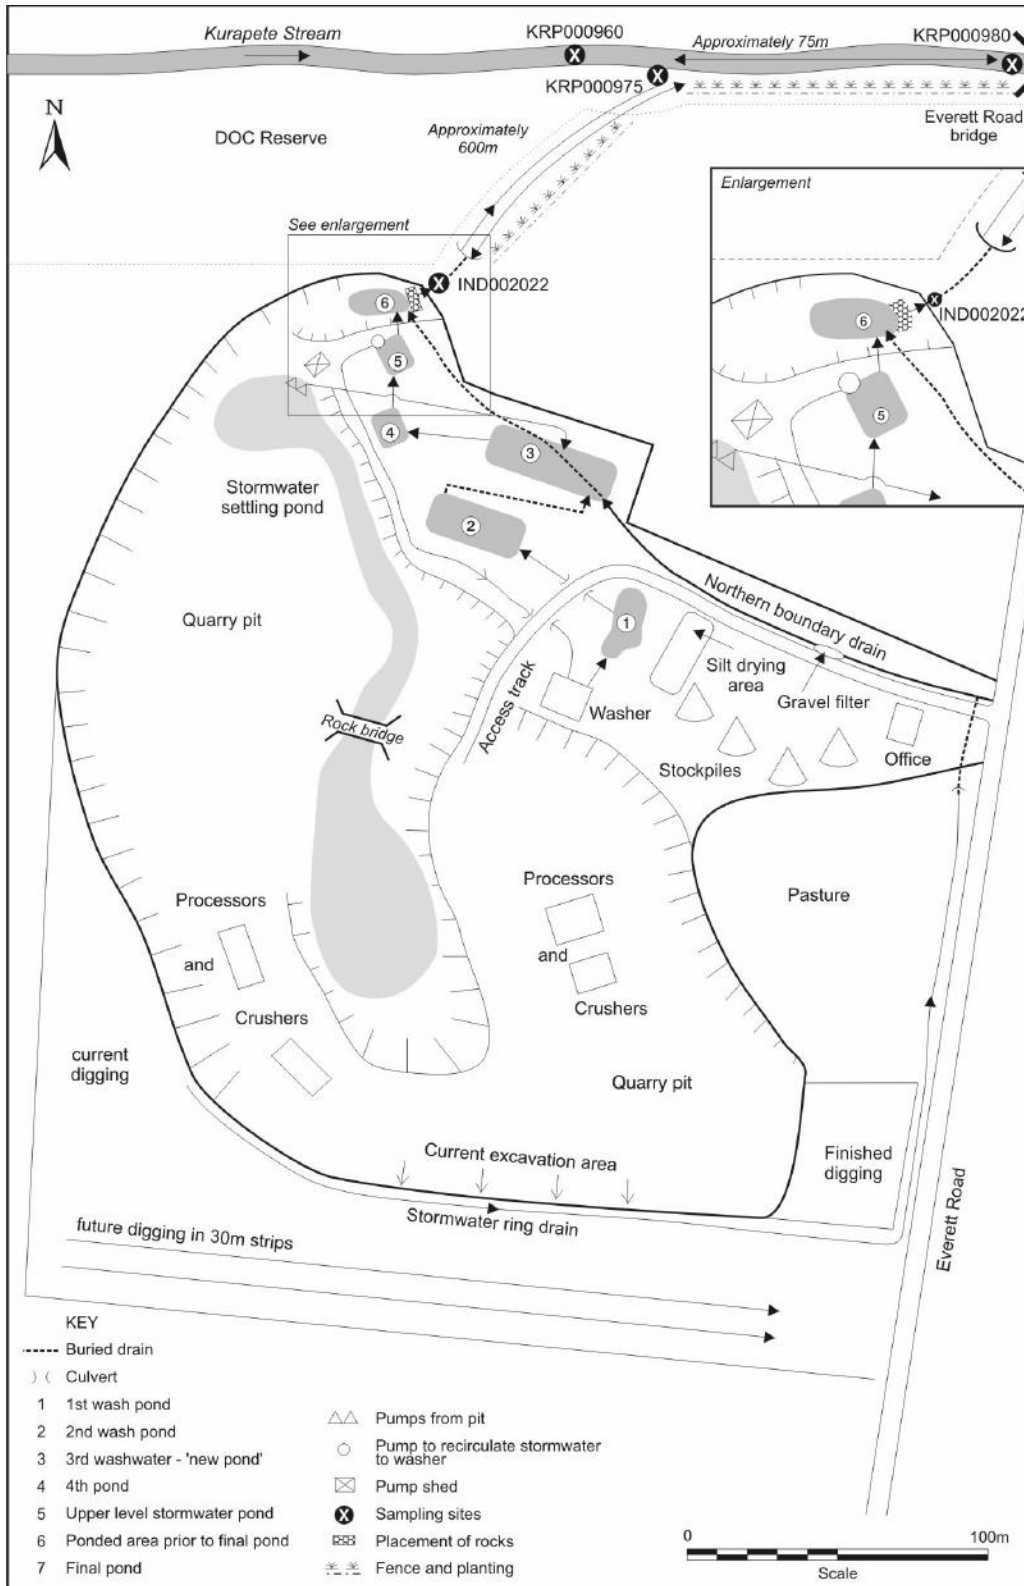 Kurapete Stream
KRP000960
Approximately 75m
KRP000980
KRP000975
N
DOC Reserve
Approximately
600m
Everett Road
bridge
Enlargement
See enlargement
IND002022
6
5
4
3
2
1
6
IND002022
5
Stormwater
settling pond
Quarry pit
Northern boundary drain
Silt drying
area
Gravel filter
Access track
Washer
Rock bridge
Stockpiles
Office
Processors
and
Crushers
Processors
and
Crushers
Pasture
current
digging
Quarry pit
Current excavation area
Finished
digging
Stormwater ring drain
Everett Road
future digging in 30m strips
KEY
Buried drain
Culvert
1 1st wash pond
2 2nd wash pond
3 3rd washwater - 'new pond'
4 4th pond
5 Upper level stormwater pond
6 Ponded area prior to final pond
7 Final pond
Pumps from pit
Pump to recirculate stormwater
to washer
Pump shed
X Sampling sites
Placement of rocks
Fence and planting
0 100m
Scale